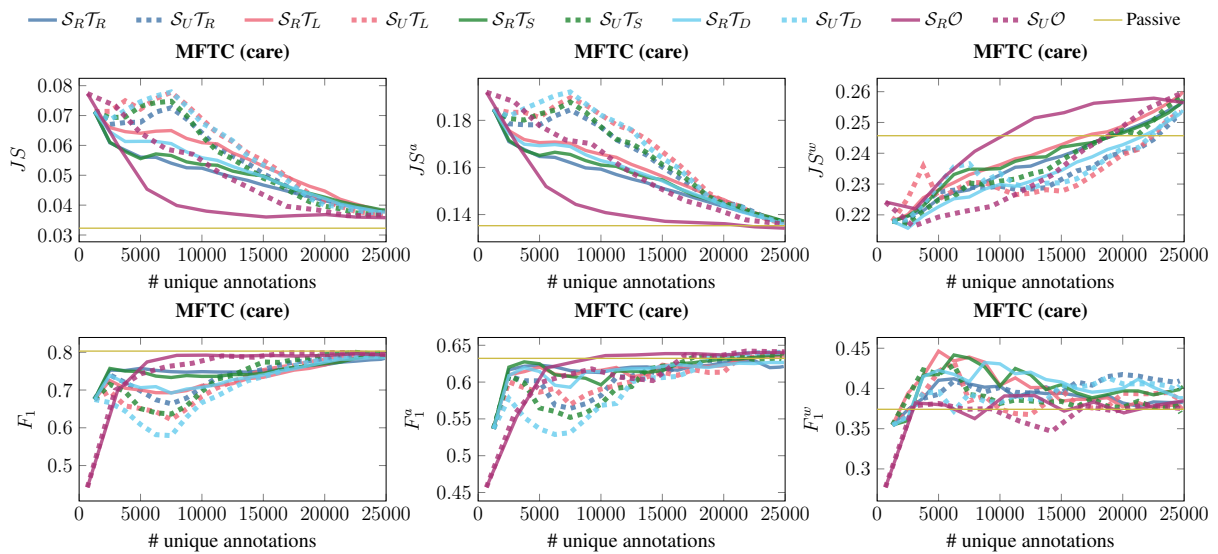 S_R T_R S_U T_R S_R T_L S_U T_L S_R T_S S_U T_S S_R T_D S_U T_D S_R O S_U O Passive
MFTC (care) MFTC (care) MFTC (care)
JS
0.08
0.07
0.06
0.05
0.04
0.03
0 5000 10000 15000 20000 25000
# unique annotations
JS^a
0.18
0.16
0.14
0 5000 10000 15000 20000 25000
# unique annotations
JS^w
0.26
0.25
0.24
0.23
0.22
0 5000 10000 15000 20000 25000
# unique annotations
MFTC (care) MFTC (care) MFTC (care)
F_1
0.8
0.7
0.6
0.5
0 5000 10000 15000 20000 25000
# unique annotations
F_1^a
0.65
0.6
0.55
0.5
0.45
0 5000 10000 15000 20000 25000
# unique annotations
F_1^w
0.45
0.4
0.35
0.3
0 5000 10000 15000 20000 25000
# unique annotations